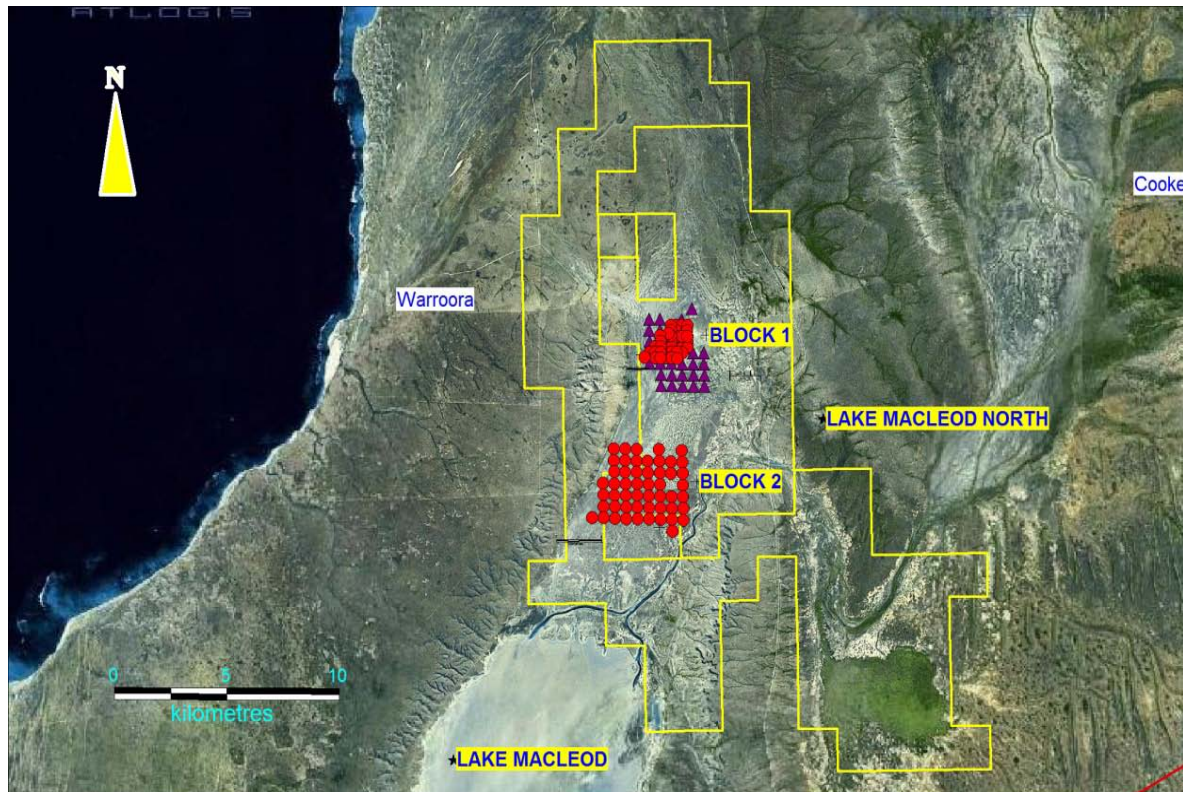 ATLOGIS
N
Cooke
Warroora
BLOCK 1
LAKE MACLEOD NORTH
BLOCK 2
0 5 10
kilometres
LAKE MACLEOD